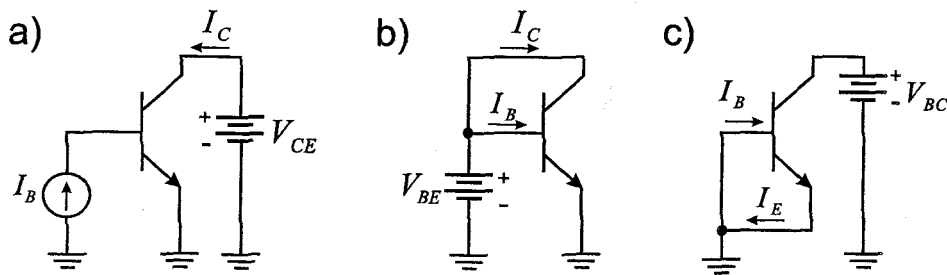 a)
I_C
I_B
+
-
V_CE
b)
I_C
I_B
V_BE
+
-
c)
I_B
I_E
+
-
V_BC